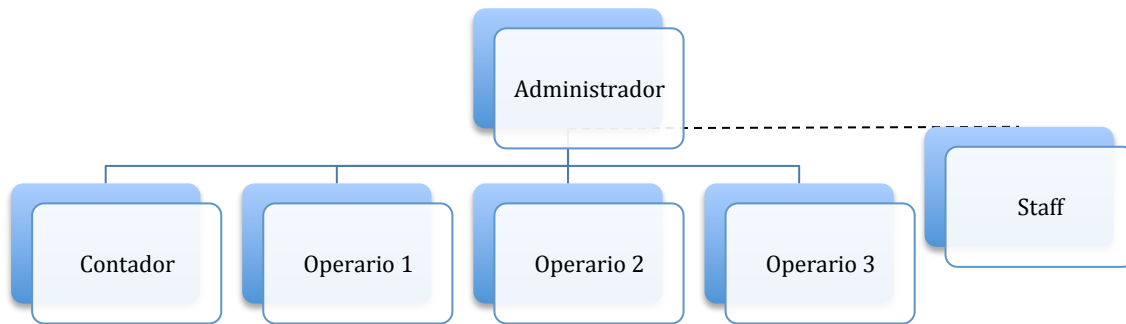 Administrador
Staff
Contador
Operario 1
Operario 2
Operario 3